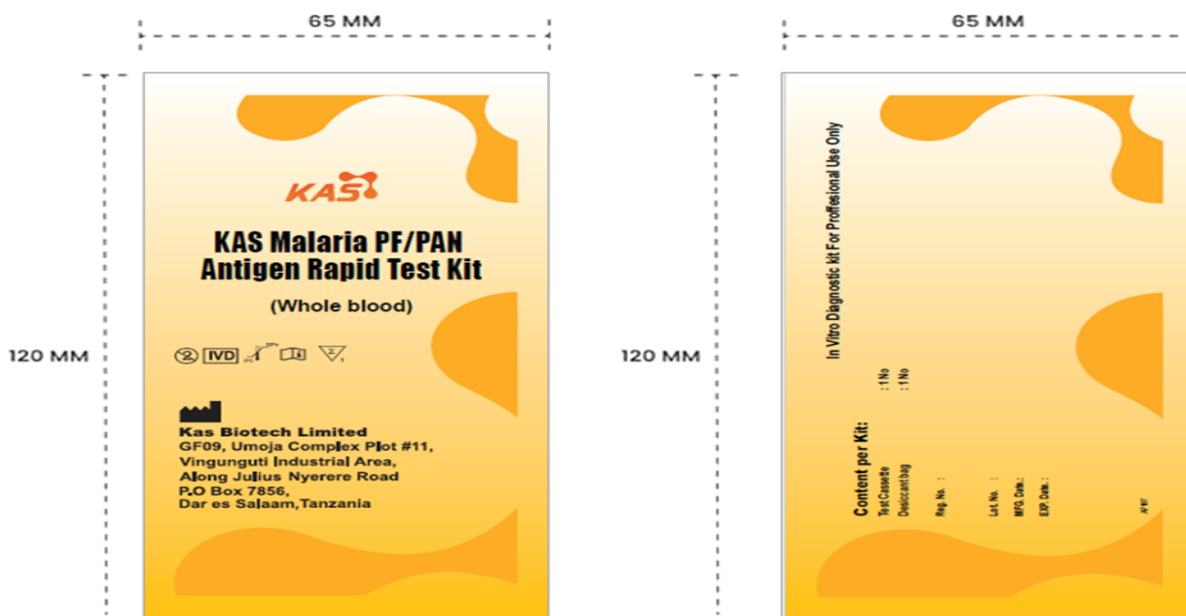 65 MM
65 MM
120 MM
120 MM
KAS
KAS Malaria PF/PAN
Antigen Rapid Test Kit
(Whole blood)
IVD
Kas Biotech Limited
GF09, Umoja Complex Plot #11,
Vingunguti Industrial Area,
Along Julius Nyerere Road
P.O Box 7856,
Dar es Salaam,Tanzania
In Vitro Diagnostic kit For Proffesional Use Only
Content per Kit:
Test Cassette : 1 No
Desiccant bag : 1 No
Reg. No. :
Lot. No. :
MFG. Date.:
EXP. Date. :